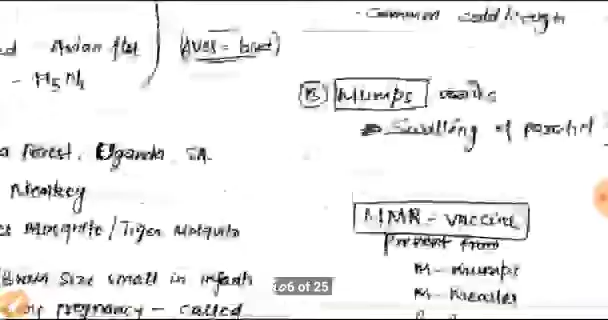 - Common cold / cough
Avian flu (Aves = bird)
- H5N1
(B) Mumps
Swelling of parotid
Forest, Uganda SA
Monkey
Mosquito / Tiger Mosquito
MMR - vaccine
Prevent from
M - Mumps
M - Measles
Brain size small in infant
pregnancy - called
106 of 25